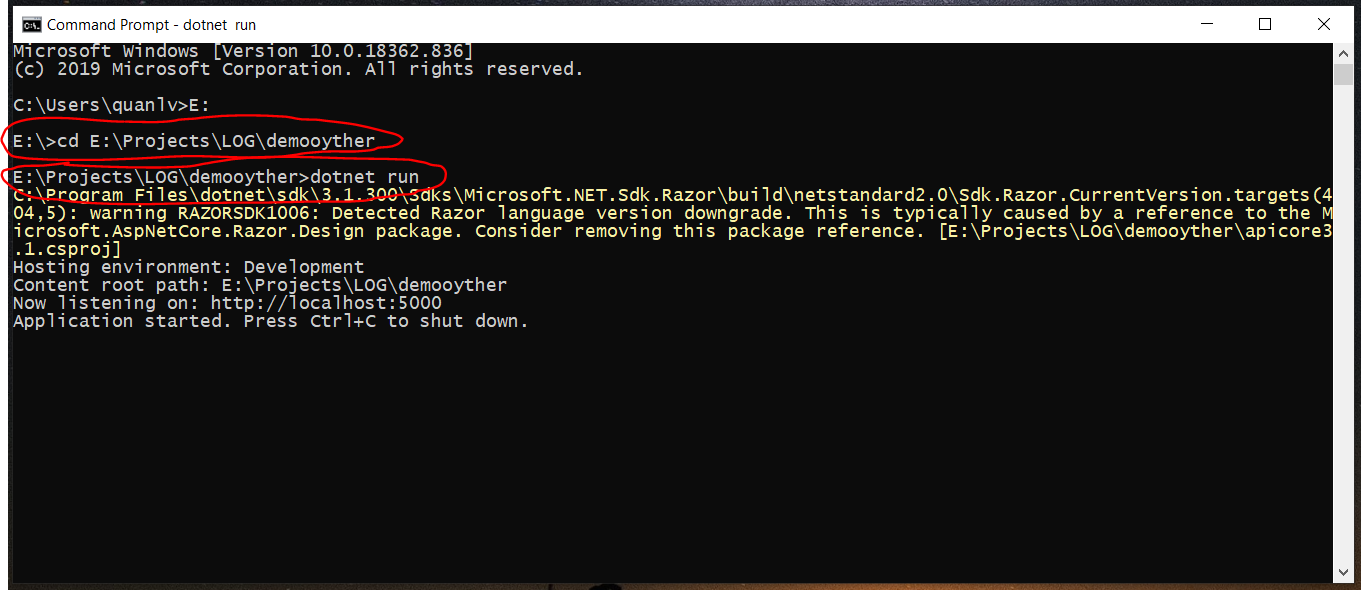 Command Prompt - dotnet  run
Microsoft Windows [Version 10.0.18362.836]
(c) 2019 Microsoft Corporation. All rights reserved.
C:\Users\quanlv>E:
E:\>cd E:\Projects\LOG\demooyther
E:\Projects\LOG\demooyther>dotnet run
C:\Program Files\dotnet\sdk\3.1.300\Sdks\Microsoft.NET.Sdk.Razor\build\netstandard2.0\Sdk.Razor.CurrentVersion.targets(4
04,5): warning RAZORSDK1006: Detected Razor language version downgrade. This is typically caused by a reference to the M
icrosoft.AspNetCore.Razor.Design package. Consider removing this package reference. [E:\Projects\LOG\demooyther\apicore3
.1.csproj]
Hosting environment: Development
Content root path: E:\Projects\LOG\demooyther
Now listening on: http://localhost:5000
Application started. Press Ctrl+C to shut down.